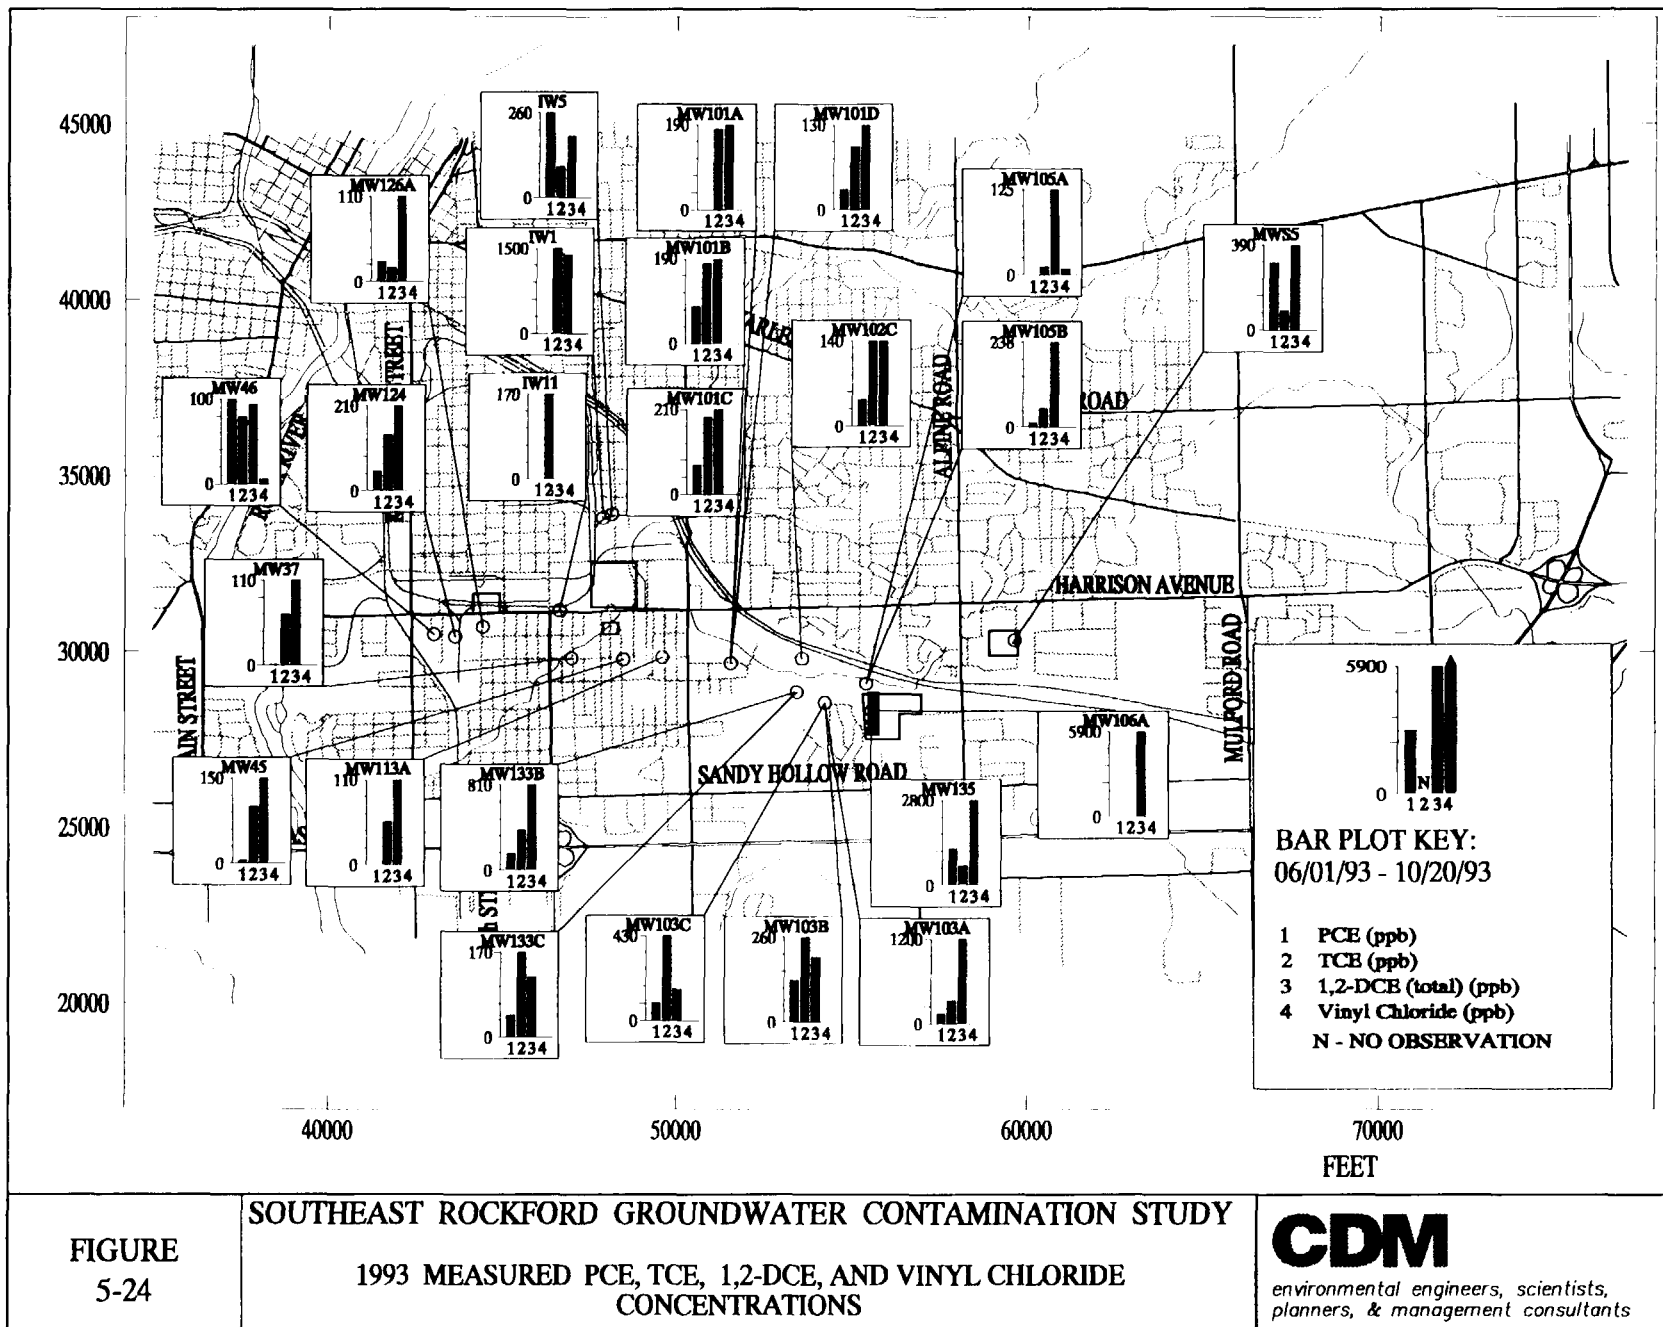 45000
40000
35000
30000
25000
20000
40000
50000
60000
70000
FEET
IW5
260
0
1234
MW101A
190
0
1234
MW101D
130
0
1234
MW126A
110
0
1234
MW105A
125
0
1234
IW1
1500
0
1234
MW101B
190
0
1234
MWS5
390
0
1234
MW102C
140
0
1234
MW105B
0
1234
MW46
100
0
1234
MW124
210
0
1234
IW11
170
0
1234
MW101C
210
0
1234
STREET
RIVER
ALPINE ROAD
ROAD
HARRISON AVENUE
MW37
110
0
1234
MULFORD ROAD
AIN STREET
SANDY HOLLOW ROAD
MW45
150
0
1234
MW113A
110
0
1234
MW133B
810
0
1234
MW106A
5900
0
1234
MW135
2800
0
1234
h ST
MW133C
170
0
1234
MW103C
430
0
1234
MW103B
260
0
1234
MW103A
1200
0
1234
5900
N
0
1234
BAR PLOT KEY:
06/01/93 - 10/20/93
1 PCE (ppb)
2 TCE (ppb)
3 1,2-DCE (total) (ppb)
4 Vinyl Chloride (ppb)
N - NO OBSERVATION
FIGURE
5-24
SOUTHEAST ROCKFORD GROUNDWATER CONTAMINATION STUDY
1993 MEASURED PCE, TCE, 1,2-DCE, AND VINYL CHLORIDE
CONCENTRATIONS
CDM
environmental engineers, scientists,
planners, & management consultants